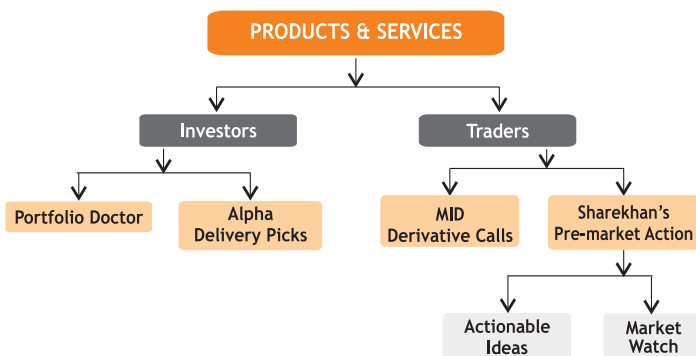 PRODUCTS & SERVICES
Investors
Traders
Portfolio Doctor
Alpha
Delivery Picks
MID
Derivative Calls
Sharekhan's
Pre-market Action
Actionable
Ideas
Market
Watch